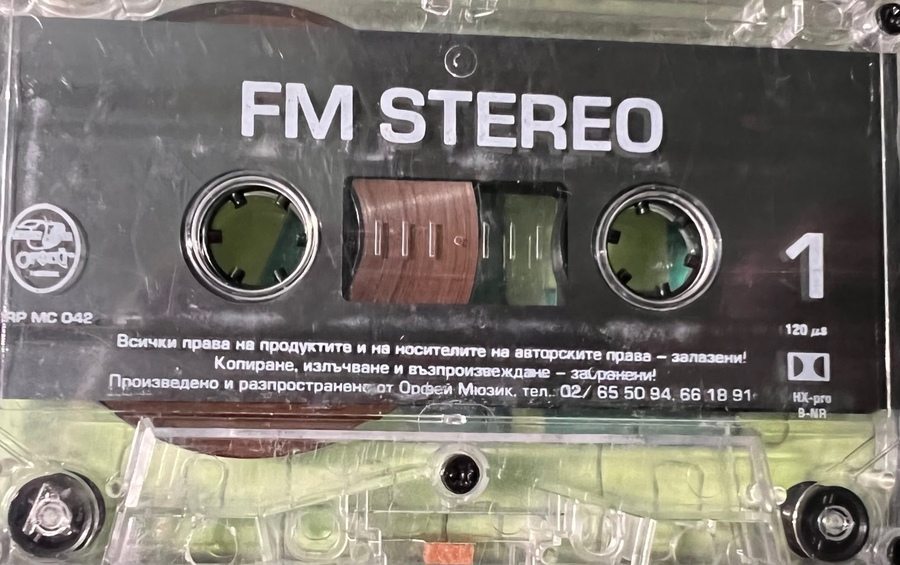 FM STEREO
1
RP MC 042
120 µs
Всички права на продуктите и на носителите на авторските права – залазени!
Копиране, излъчване и възпроизвеждане – забранени!
Произведено и разпространено от Орфей Мюзик, тел. 02/ 65 50 94, 66 18 91
HX-pro
B-NR